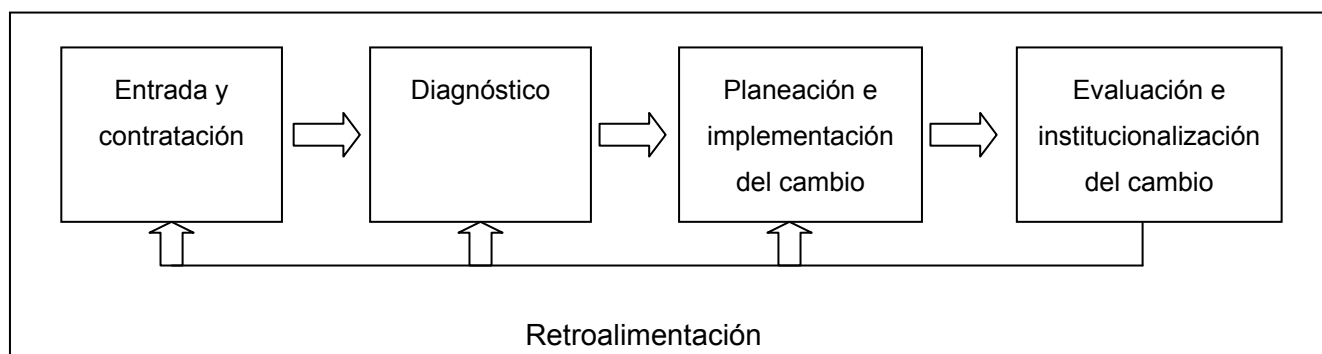 Entrada y
contratación
Diagnóstico
Planeación e
implementación
del cambio
Evaluación e
institucionalización
del cambio
Retroalimentación